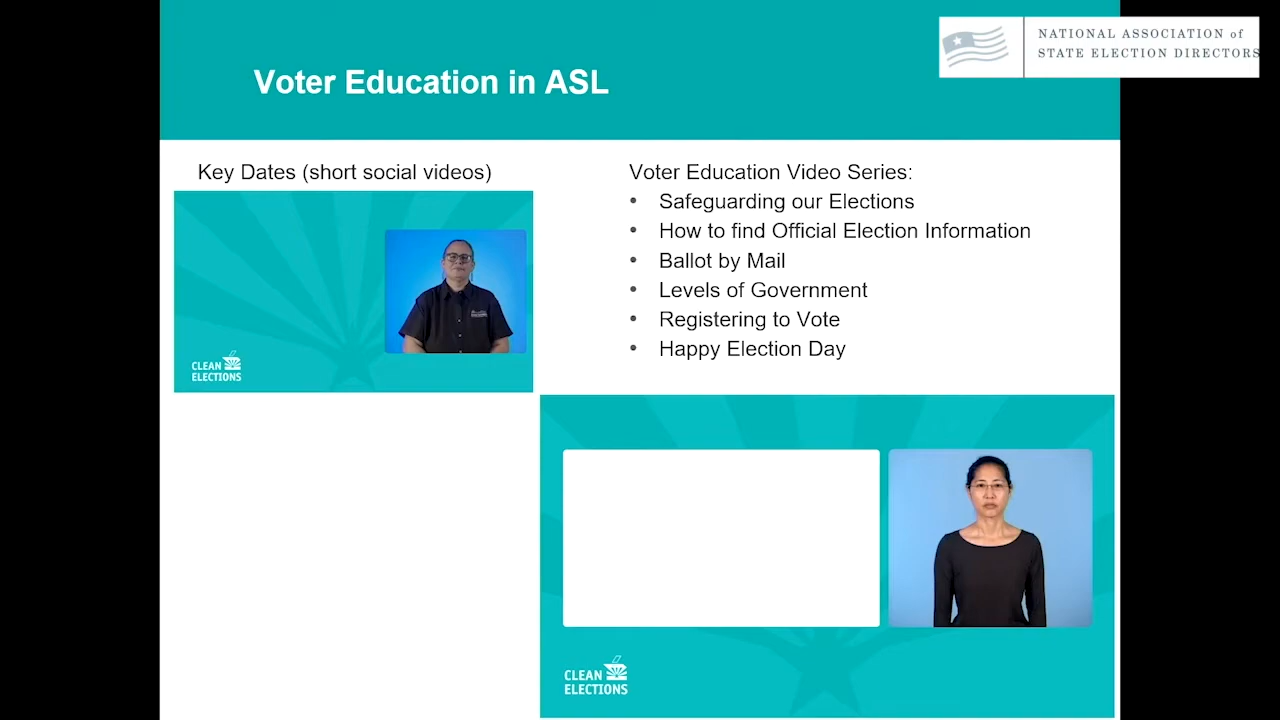 NATIONAL ASSOCIATION of
STATE ELECTION DIRECTORS
Voter Education in ASL
Key Dates (short social videos)
CLEAN
ELECTIONS
Voter Education Video Series:
• Safeguarding our Elections
• How to find Official Election Information
• Ballot by Mail
• Levels of Government
• Registering to Vote
• Happy Election Day
CLEAN
ELECTIONS